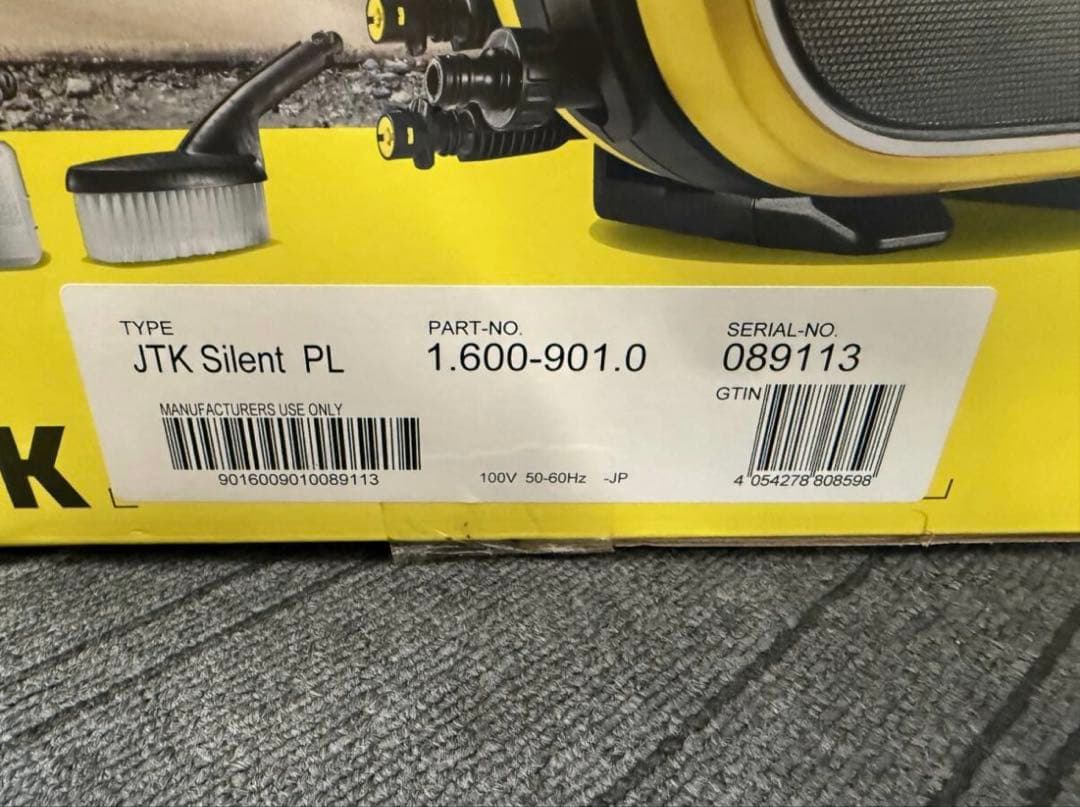 TYPE
JTK Silent PL
PART-NO.
1.600-901.0
SERIAL-NO.
089113
GTIN
MANUFACTURERS USE ONLY
9016009010089113
100V 50-60Hz -JP
4 054278 808598
K